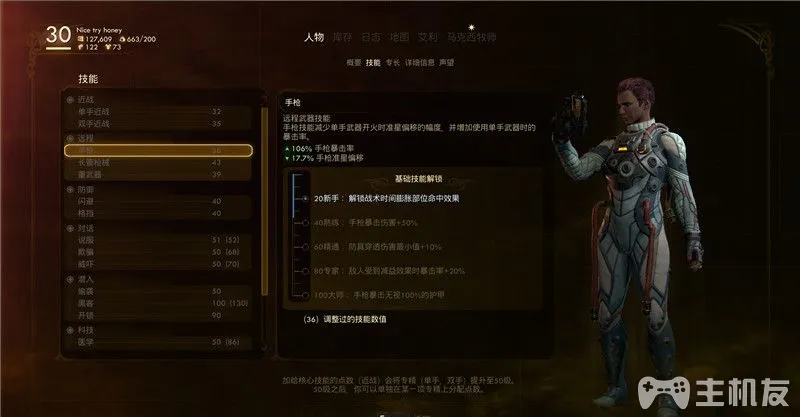 30 Nice try honey
127,609 663/200
122 73
人物 库存 日志 地图 艾利 马克西牧师
概要 技能 专长 详细信息 声望
技能
近战
单手近战 32
双手近战 35
远程
手枪 36
长管枪械 43
重武器 39
防御
闪避 40
格挡 40
对话
说服 51 (52)
欺骗 50 (68)
威吓 50 (70)
潜入
偷袭 50
黑客 100 (130)
开锁 90
科技
医学 50 (86)
手枪
远程武器技能
手枪技能减少单手武器开火时准星偏移的幅度，并增加使用单手武器时的
暴击率。
106% 手枪暴击率
17.7% 手枪准星偏移
基础技能解锁
20新手： 解锁战术时间膨胀部位命中效果
40熟练： 手枪暴击伤害+50%
60精通： 防具穿透伤害最小值+10%
80专家： 敌人受到减益效果时暴击率+20%
100大师： 手枪暴击无视100%的护甲
(36) 调整过的技能数值
加给核心技能的点数（近战）会将专精（单手，双手）提升至50级。
50级之后，你可以单独在某一项专精上分配点数。
主机友